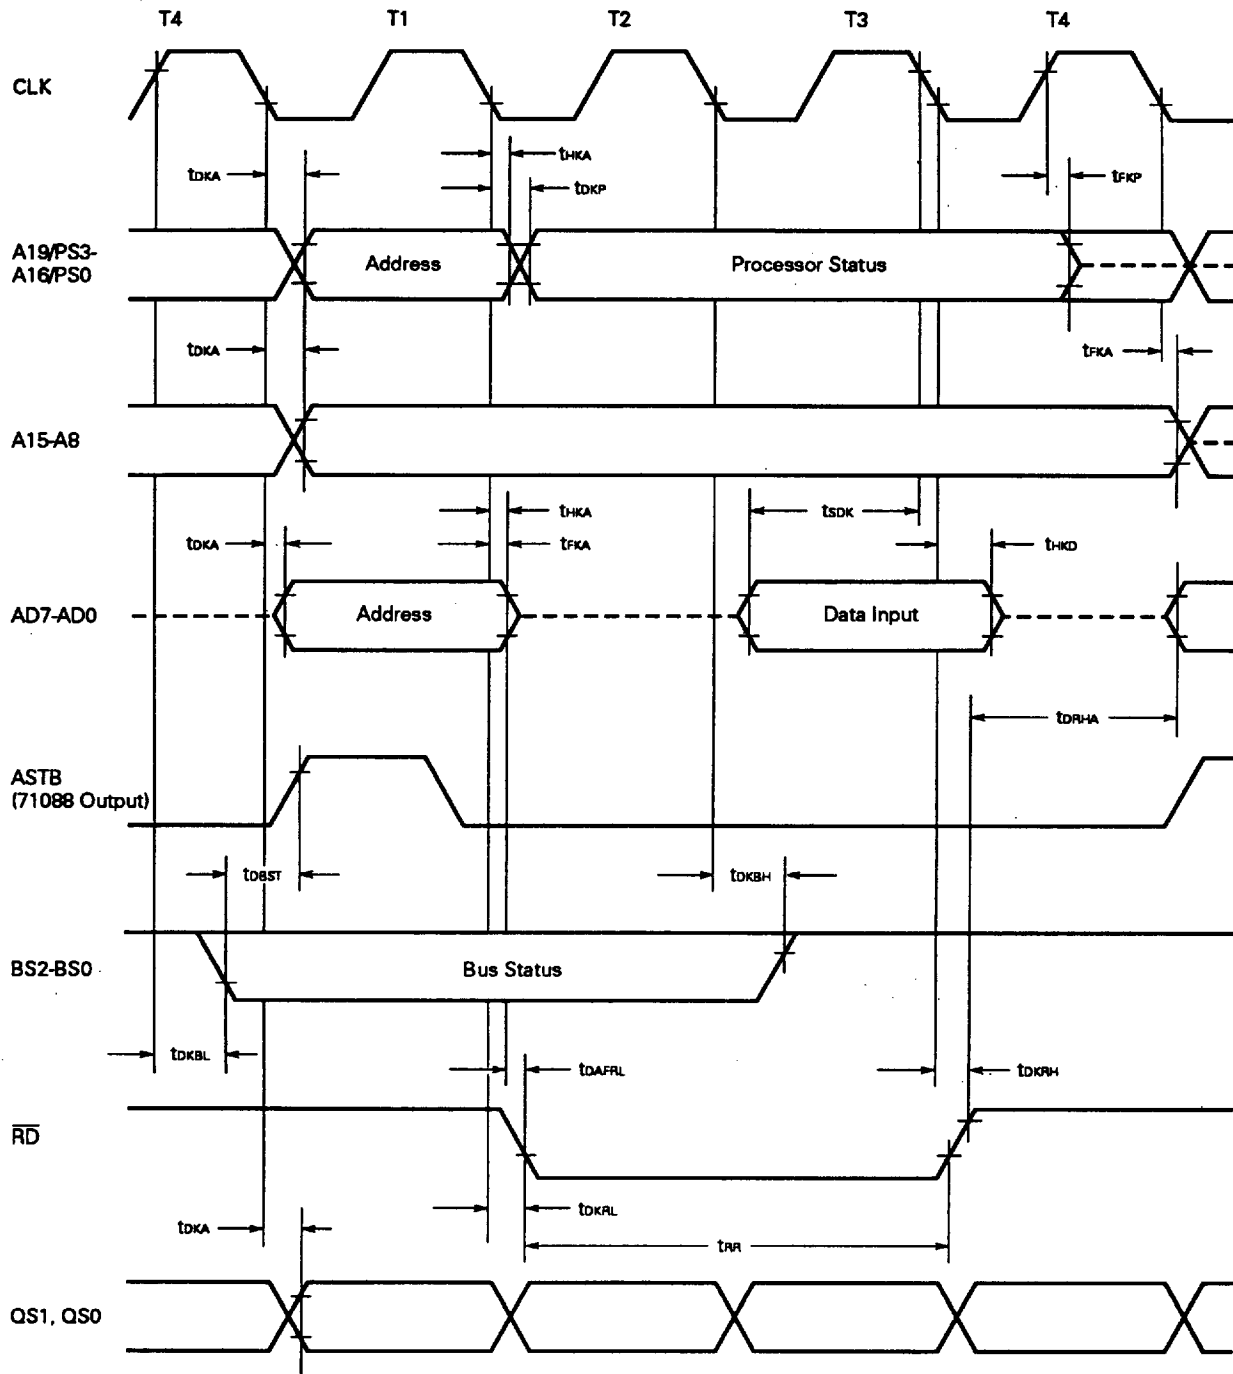 T4 T1 T2 T3 T4
CLK
tHKA
tDKA
tDKP
tFKP
A19/PS3-
A16/PS0
Address
Processor Status
tDKA
tFKA
A15-A8
tHKA
tSDK
tDKA
tFKA
tHKD
AD7-AD0
Address
Data Input
tDRHA
ASTB
(71088 Output)
tDBST
tDKBH
BS2-BS0
Bus Status
tDKBL
tDAFRL
tDKRH
RD
tDKRL
tDKA
tRR
QS1, QS0